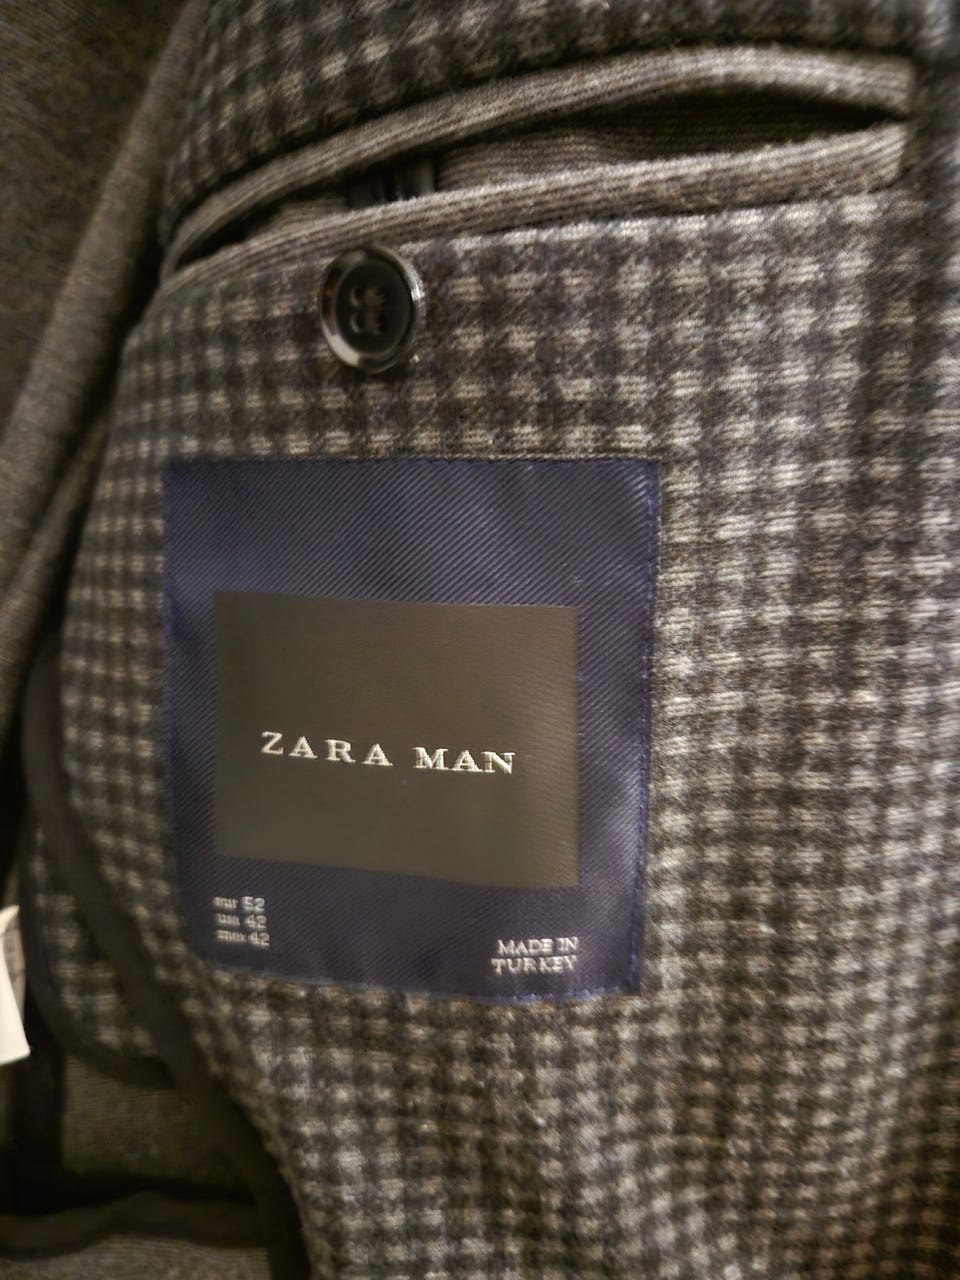 ZARA MAN
eur 52
usa 42
mex 42
MADE IN
TURKEY